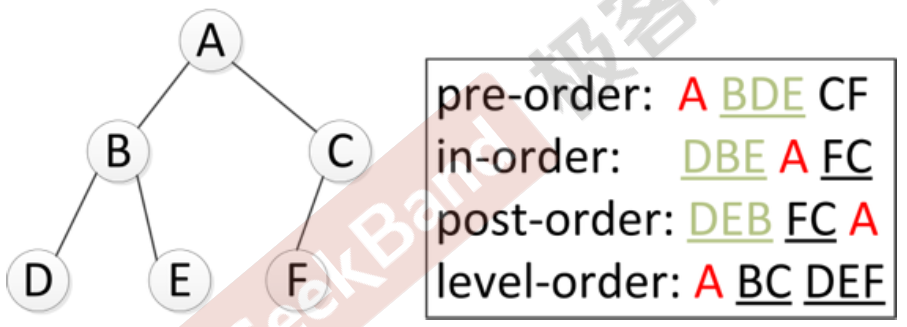 A
B
C
D
E
F
pre-order: A BDE CF
in-order: DBE A FC
post-order: DEB FC A
level-order: A BC DEF
GeekBand 极客